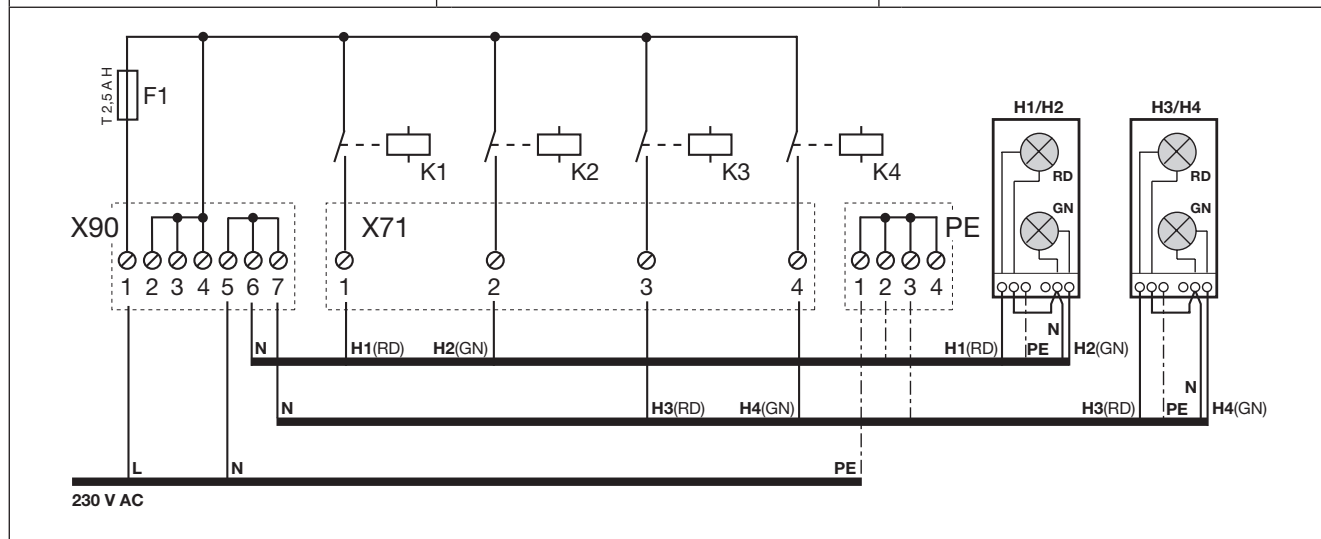 H1/H2 H3/H4
T 2,5 A H F1
K1 K2 K3 K4
RD RD
GN GN
X90 X71 PE
1 2 3 4 5 6 7 1 2 3 4 1 2 3 4
N H1(RD) H2(GN) H1(RD) PE N H2(GN)
N H3(RD) H4(GN) H3(RD) PE N H4(GN)
L N PE
230 V AC